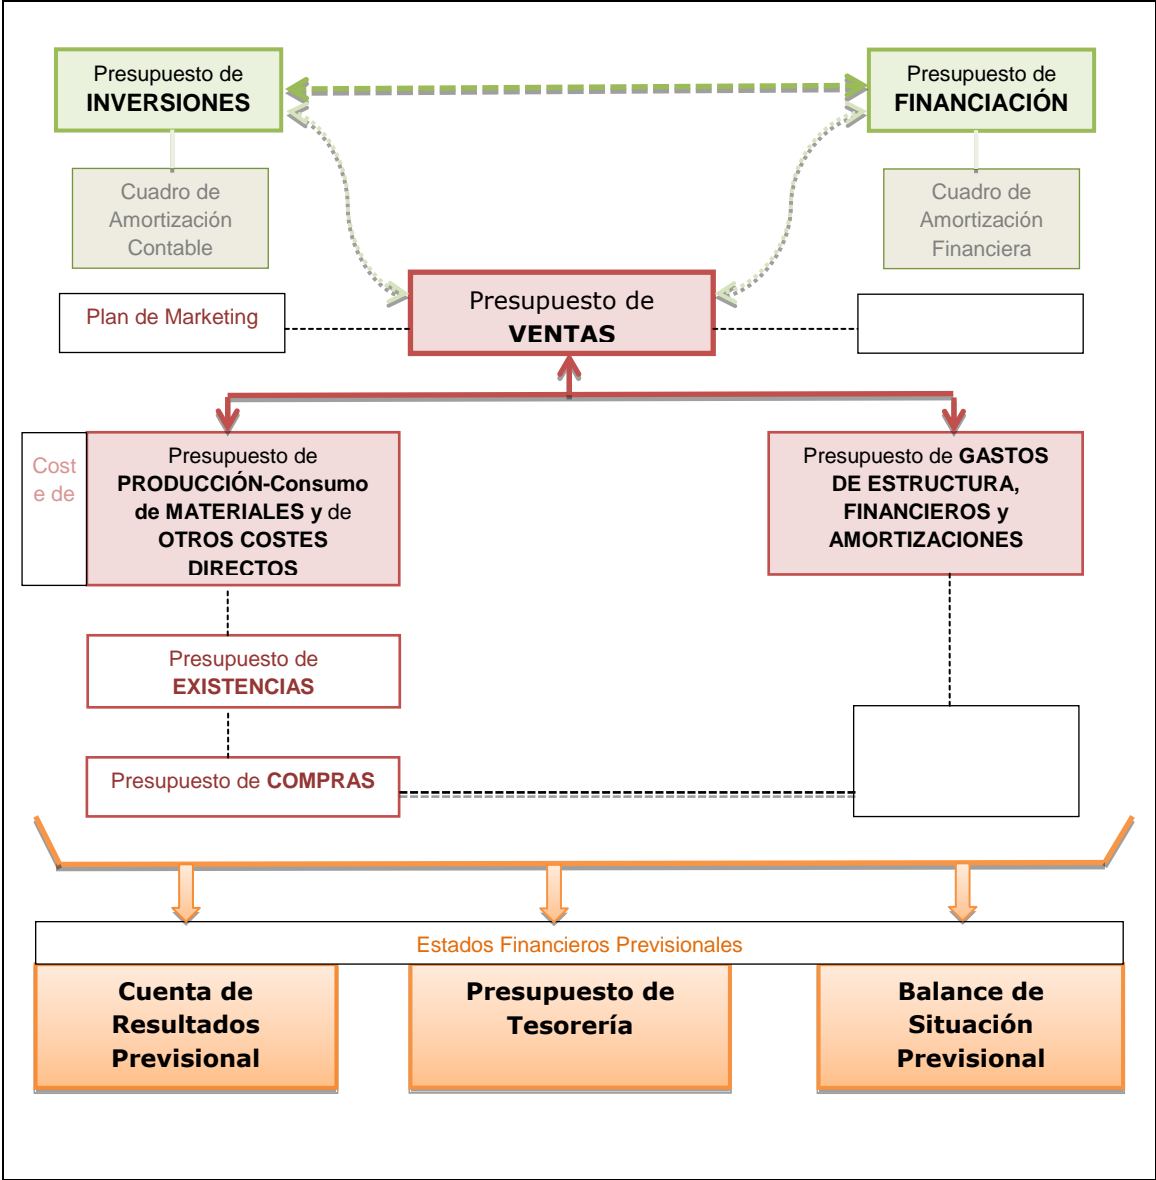 Presupuesto de
INVERSIONES
Presupuesto de
FINANCIACIÓN
Cuadro de
Amortización
Contable
Cuadro de
Amortización
Financiera
Plan de Marketing
Presupuesto de
VENTAS
Cost
e de
Presupuesto de
PRODUCCIÓN-Consumo
de MATERIALES y de
OTROS COSTES
DIRECTOS
Presupuesto de GASTOS
DE ESTRUCTURA,
FINANCIEROS y
AMORTIZACIONES
Presupuesto de
EXISTENCIAS
Presupuesto de COMPRAS
Estados Financieros Previsionales
Cuenta de
Resultados
Previsional
Presupuesto de
Tesorería
Balance de
Situación
Previsional